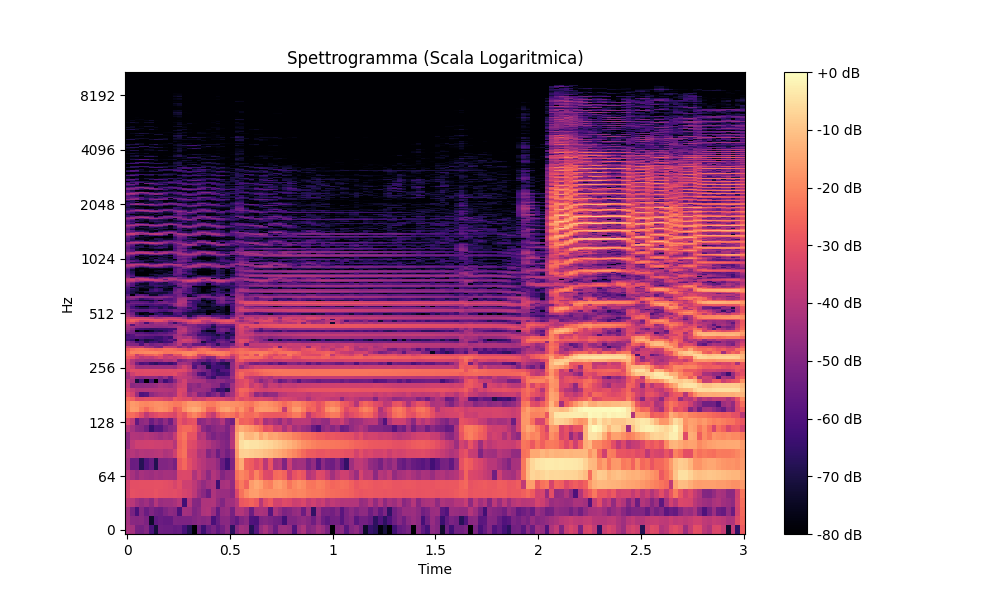 Spettrogramma (Scala Logaritmica)
Hz
8192
4096
2048
1024
512
256
128
64
0
0
0.5
1
1.5
2
2.5
3
Time
+0 dB
-10 dB
-20 dB
-30 dB
-40 dB
-50 dB
-60 dB
-70 dB
-80 dB